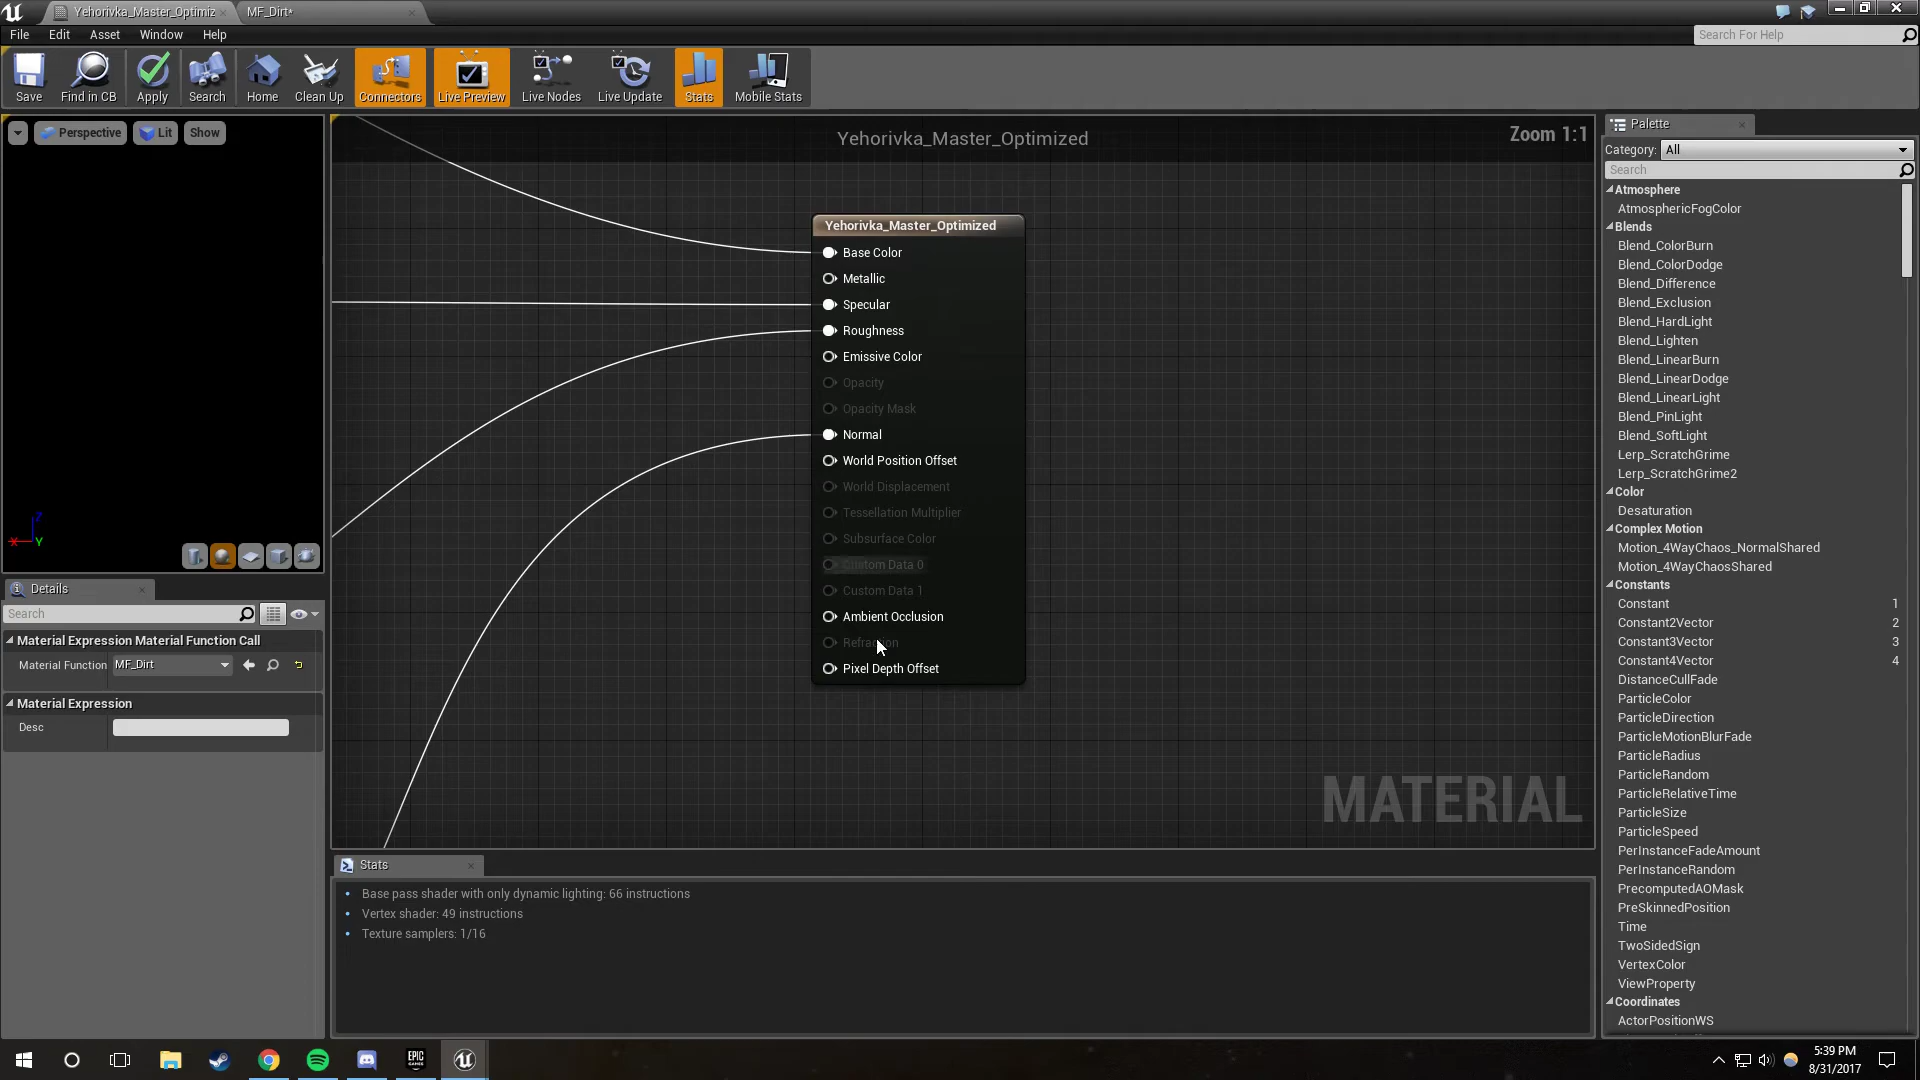 Yehorivka_Master_Optimiz
MF_Dirt*
File
Edit
Asset
Window
Help
Search For Help
Save
Find in CB
Apply
Search
Home
Clean Up
Connectors
Live Preview
Live Nodes
Live Update
Stats
Mobile Stats
Perspective
Lit
Show
Yehorivka_Master_Optimized
Zoom 1:1
Yehorivka_Master_Optimized
Base Color
Metallic
Specular
Roughness
Emissive Color
Opacity
Opacity Mask
Normal
World Position Offset
World Displacement
Tessellation Multiplier
Subsurface Color
Custom Data 0
Custom Data 1
Ambient Occlusion
Refraction
Pixel Depth Offset
MATERIAL
Z
X
Y
Details
Search
Material Expression Material Function Call
Material Function
MF_Dirt
Material Expression
Desc
Stats
Base pass shader with only dynamic lighting: 66 instructions
Vertex shader: 49 instructions
Texture samplers: 1/16
Palette
Category:
All
Search
Atmosphere
AtmosphericFogColor
Blends
Blend_ColorBurn
Blend_ColorDodge
Blend_Difference
Blend_Exclusion
Blend_HardLight
Blend_Lighten
Blend_LinearBurn
Blend_LinearDodge
Blend_LinearLight
Blend_PinLight
Blend_SoftLight
Lerp_ScratchGrime
Lerp_ScratchGrime2
Color
Desaturation
Complex Motion
Motion_4WayChaos_NormalShared
Motion_4WayChaosShared
Constants
Constant 1
Constant2Vector 2
Constant3Vector 3
Constant4Vector 4
DistanceCullFade
ParticleColor
ParticleDirection
ParticleMotionBlurFade
ParticleRadius
ParticleRandom
ParticleRelativeTime
ParticleSize
ParticleSpeed
PerInstanceFadeAmount
PerInstanceRandom
PrecomputedAOMask
PreSkinnedPosition
Time
TwoSidedSign
VertexColor
ViewProperty
Coordinates
ActorPositionWS
EPIC
GAMES
5:39 PM
8/31/2017